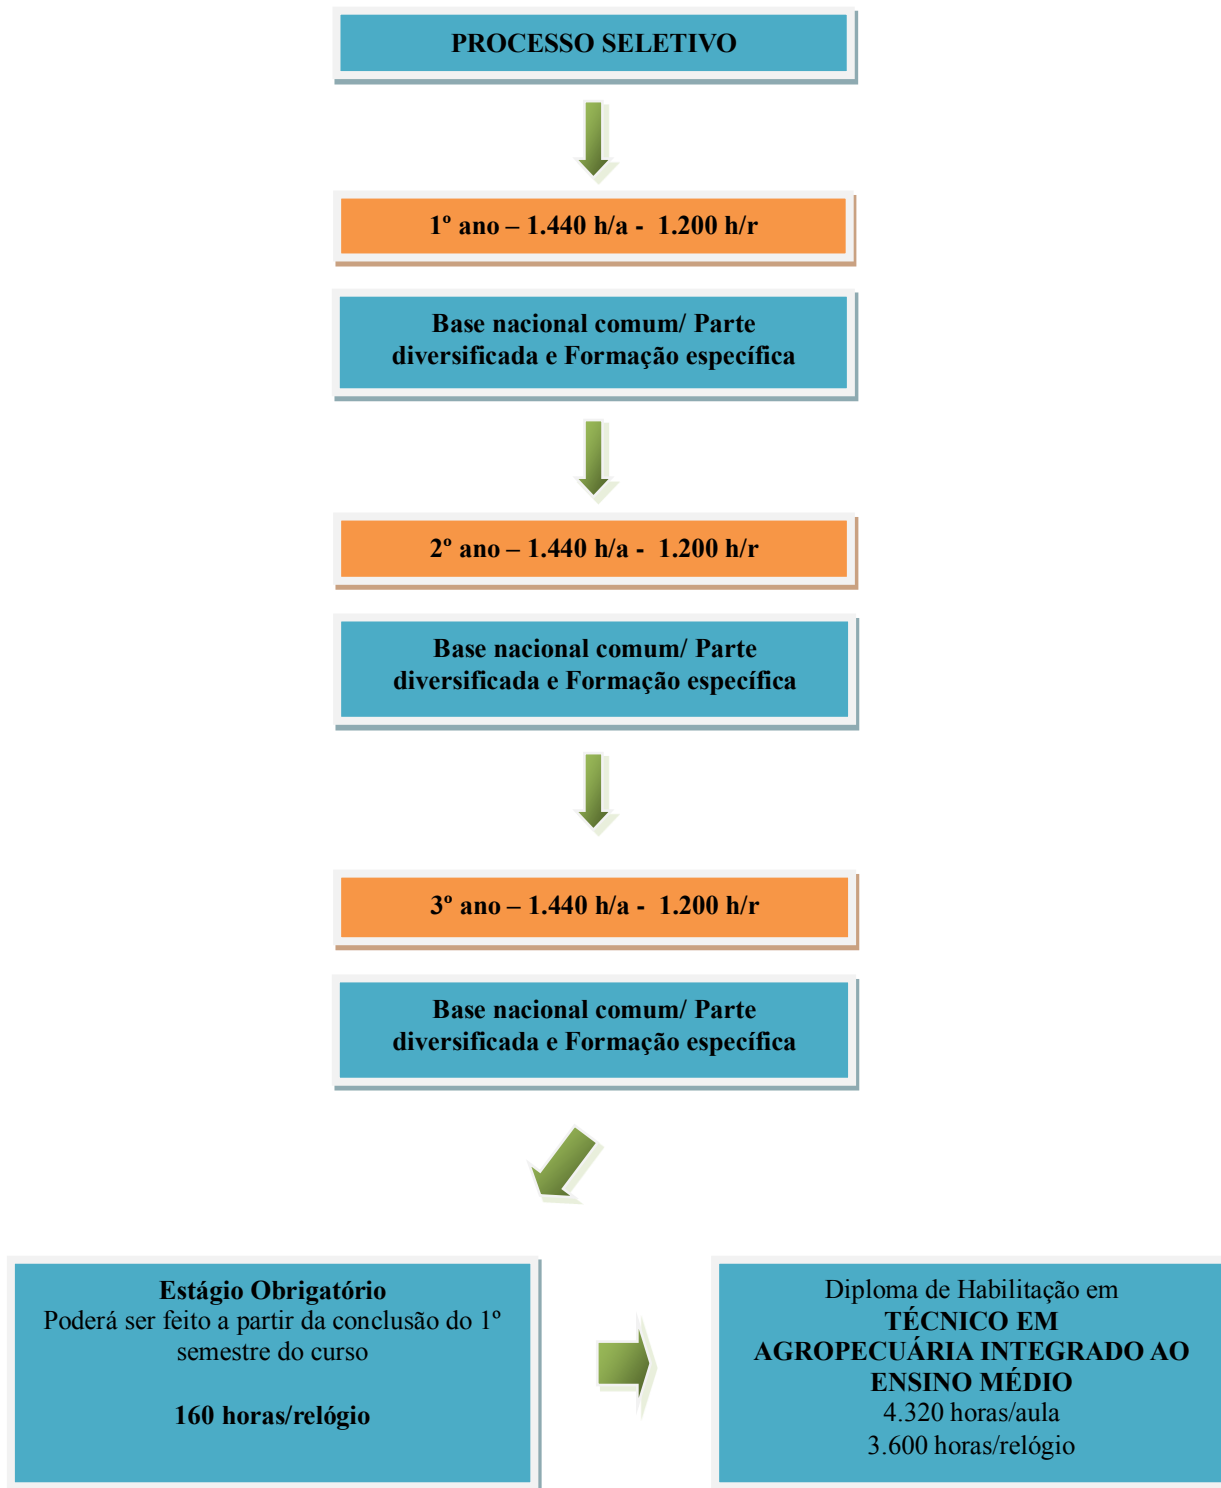 PROCESSO SELETIVO
1º ano – 1.440 h/a - 1.200 h/r
Base nacional comum/ Parte
diversificada e Formação específica
2º ano – 1.440 h/a - 1.200 h/r
Base nacional comum/ Parte
diversificada e Formação específica
3º ano – 1.440 h/a - 1.200 h/r
Base nacional comum/ Parte
diversificada e Formação específica
Estágio Obrigatório
Poderá ser feito a partir da conclusão do 1º
semestre do curso
160 horas/relógio
Diploma de Habilitação em
TÉCNICO EM
AGROPECUÁRIA INTEGRADO AO
ENSINO MÉDIO
4.320 horas/aula
3.600 horas/relógio